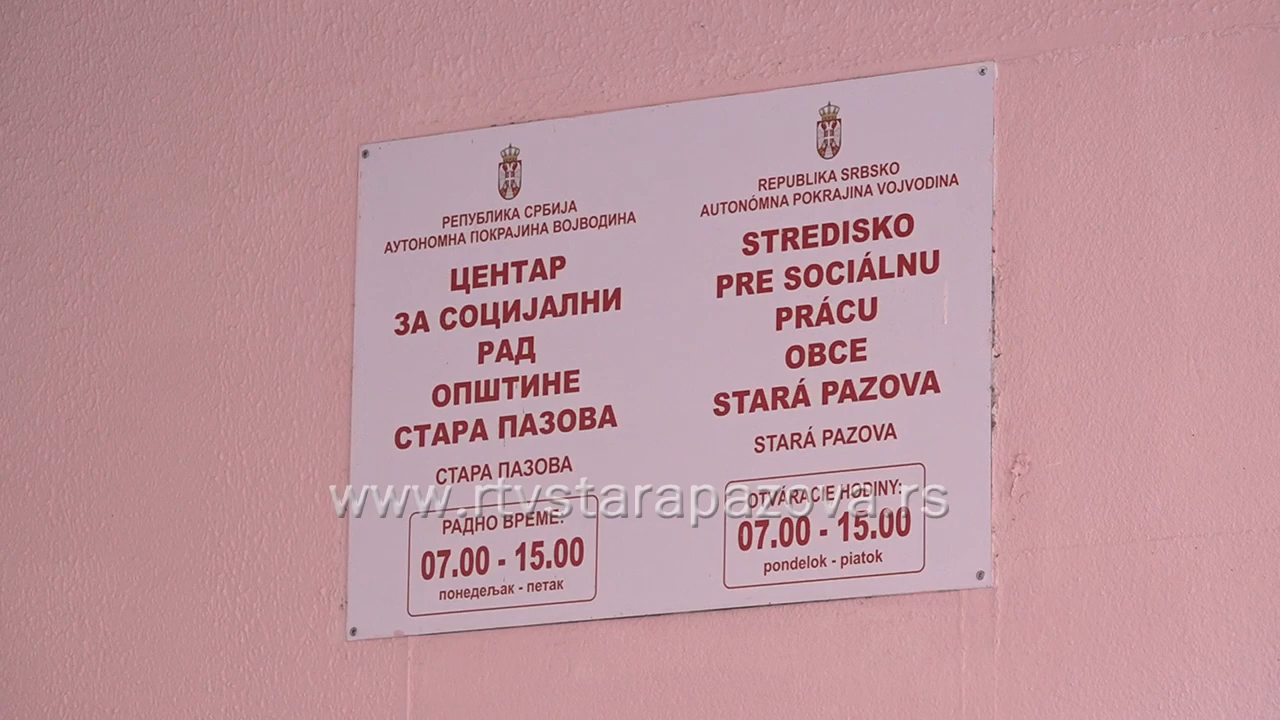 РЕПУБЛИКА СРБИЈА
АУТОНОМНА ПОКРАЈИНА ВОЈВОДИНА
ЦЕНТАР
ЗА СОЦИЈАЛНИ
РАД
ОПШТИНЕ
СТАРА ПАЗОВА
СТАРА ПАЗОВА
РАДНО ВРЕМЕ:
07.00 - 15.00
понедељак - петак
REPUBLIKA SRBSKO
AUTONÓMNA POKRAJINA VOJVODINA
STREDISKO
PRE SOCIÁLNU
PRÁCU
OBCE
STARÁ PAZOVA
STARÁ PAZOVA
OTVÁRACIE HODINY:
07.00 - 15.00
pondelok - piatok
www.rtvstarapazova.rs